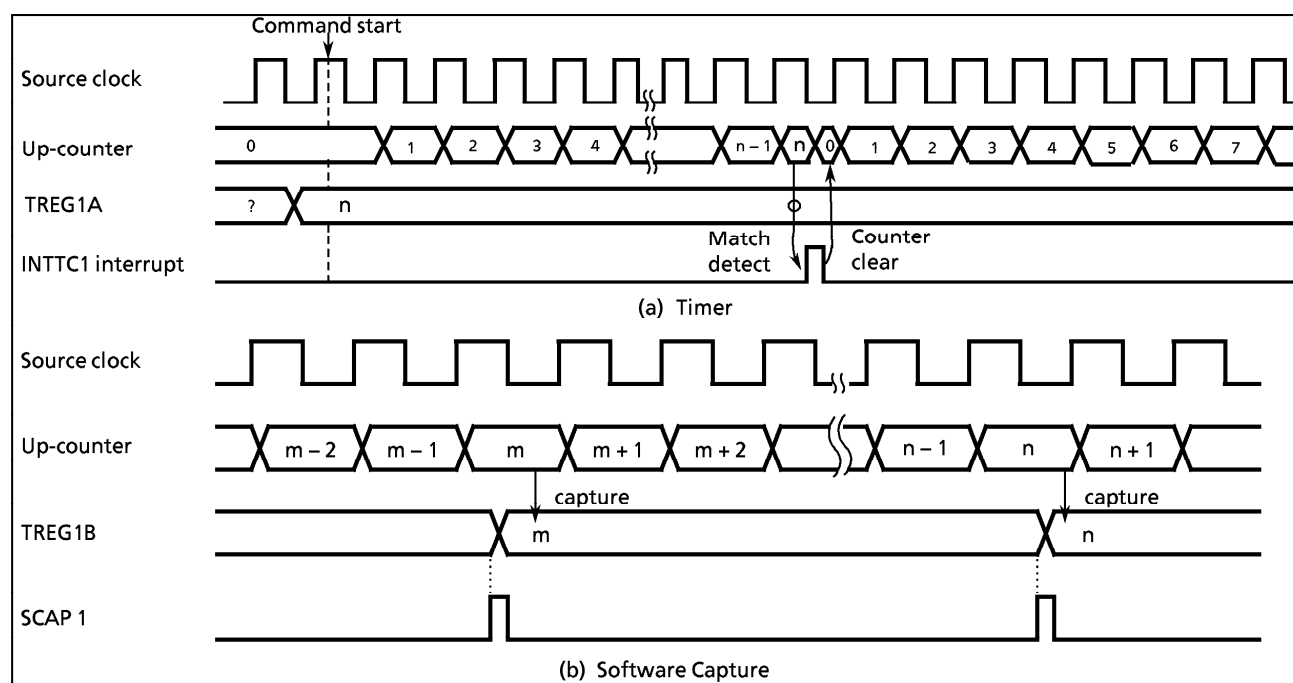 Command start
Source clock
Up-counter 0 1 2 3 4 n – 1 n 0 1 2 3 4 5 6 7
TREG1A ? n
INTTC1 interrupt Match detect Counter clear
(a) Timer
Source clock
Up-counter m – 2 m – 1 m m + 1 m + 2 n – 1 n n + 1
capture capture
TREG1B m n
SCAP 1
(b) Software Capture